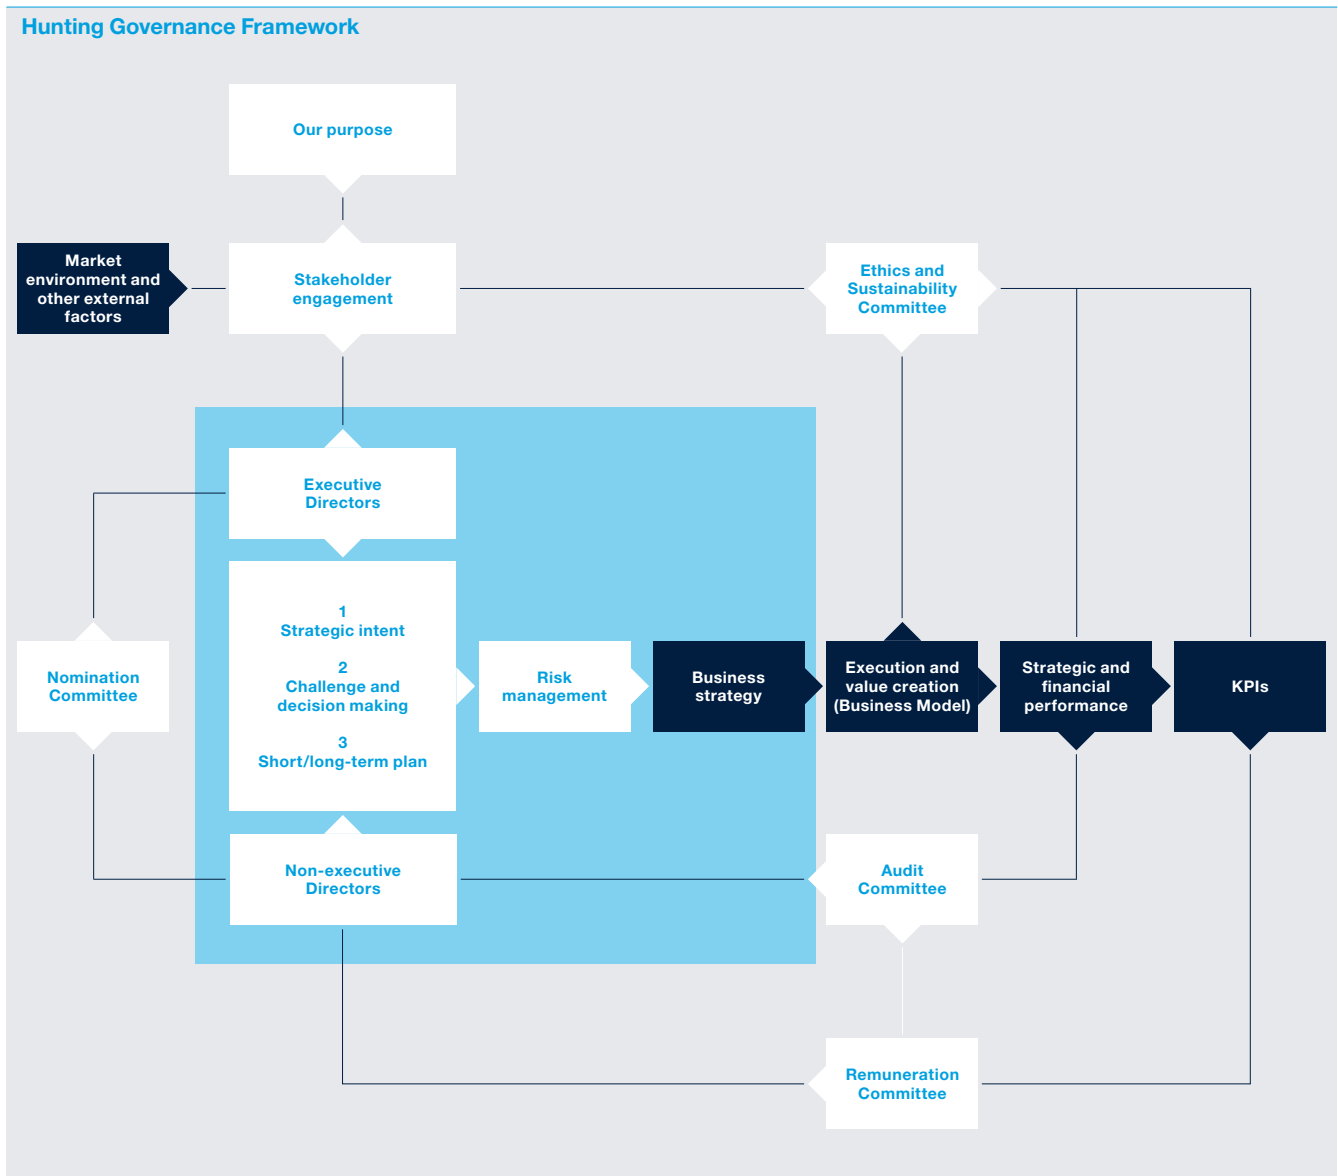 Hunting Governance Framework
Our purpose
Market
environment and
other external
factors
Stakeholder
engagement
Ethics and
Sustainability
Committee
Executive
Directors
1
Strategic intent
2
Challenge and
decision making
3
Short/long-term plan
Nomination
Committee
Risk
management
Business
strategy
Execution and
value creation
(Business Model)
Strategic and
financial
performance
KPIs
Non-executive
Directors
Audit
Committee
Remuneration
Committee